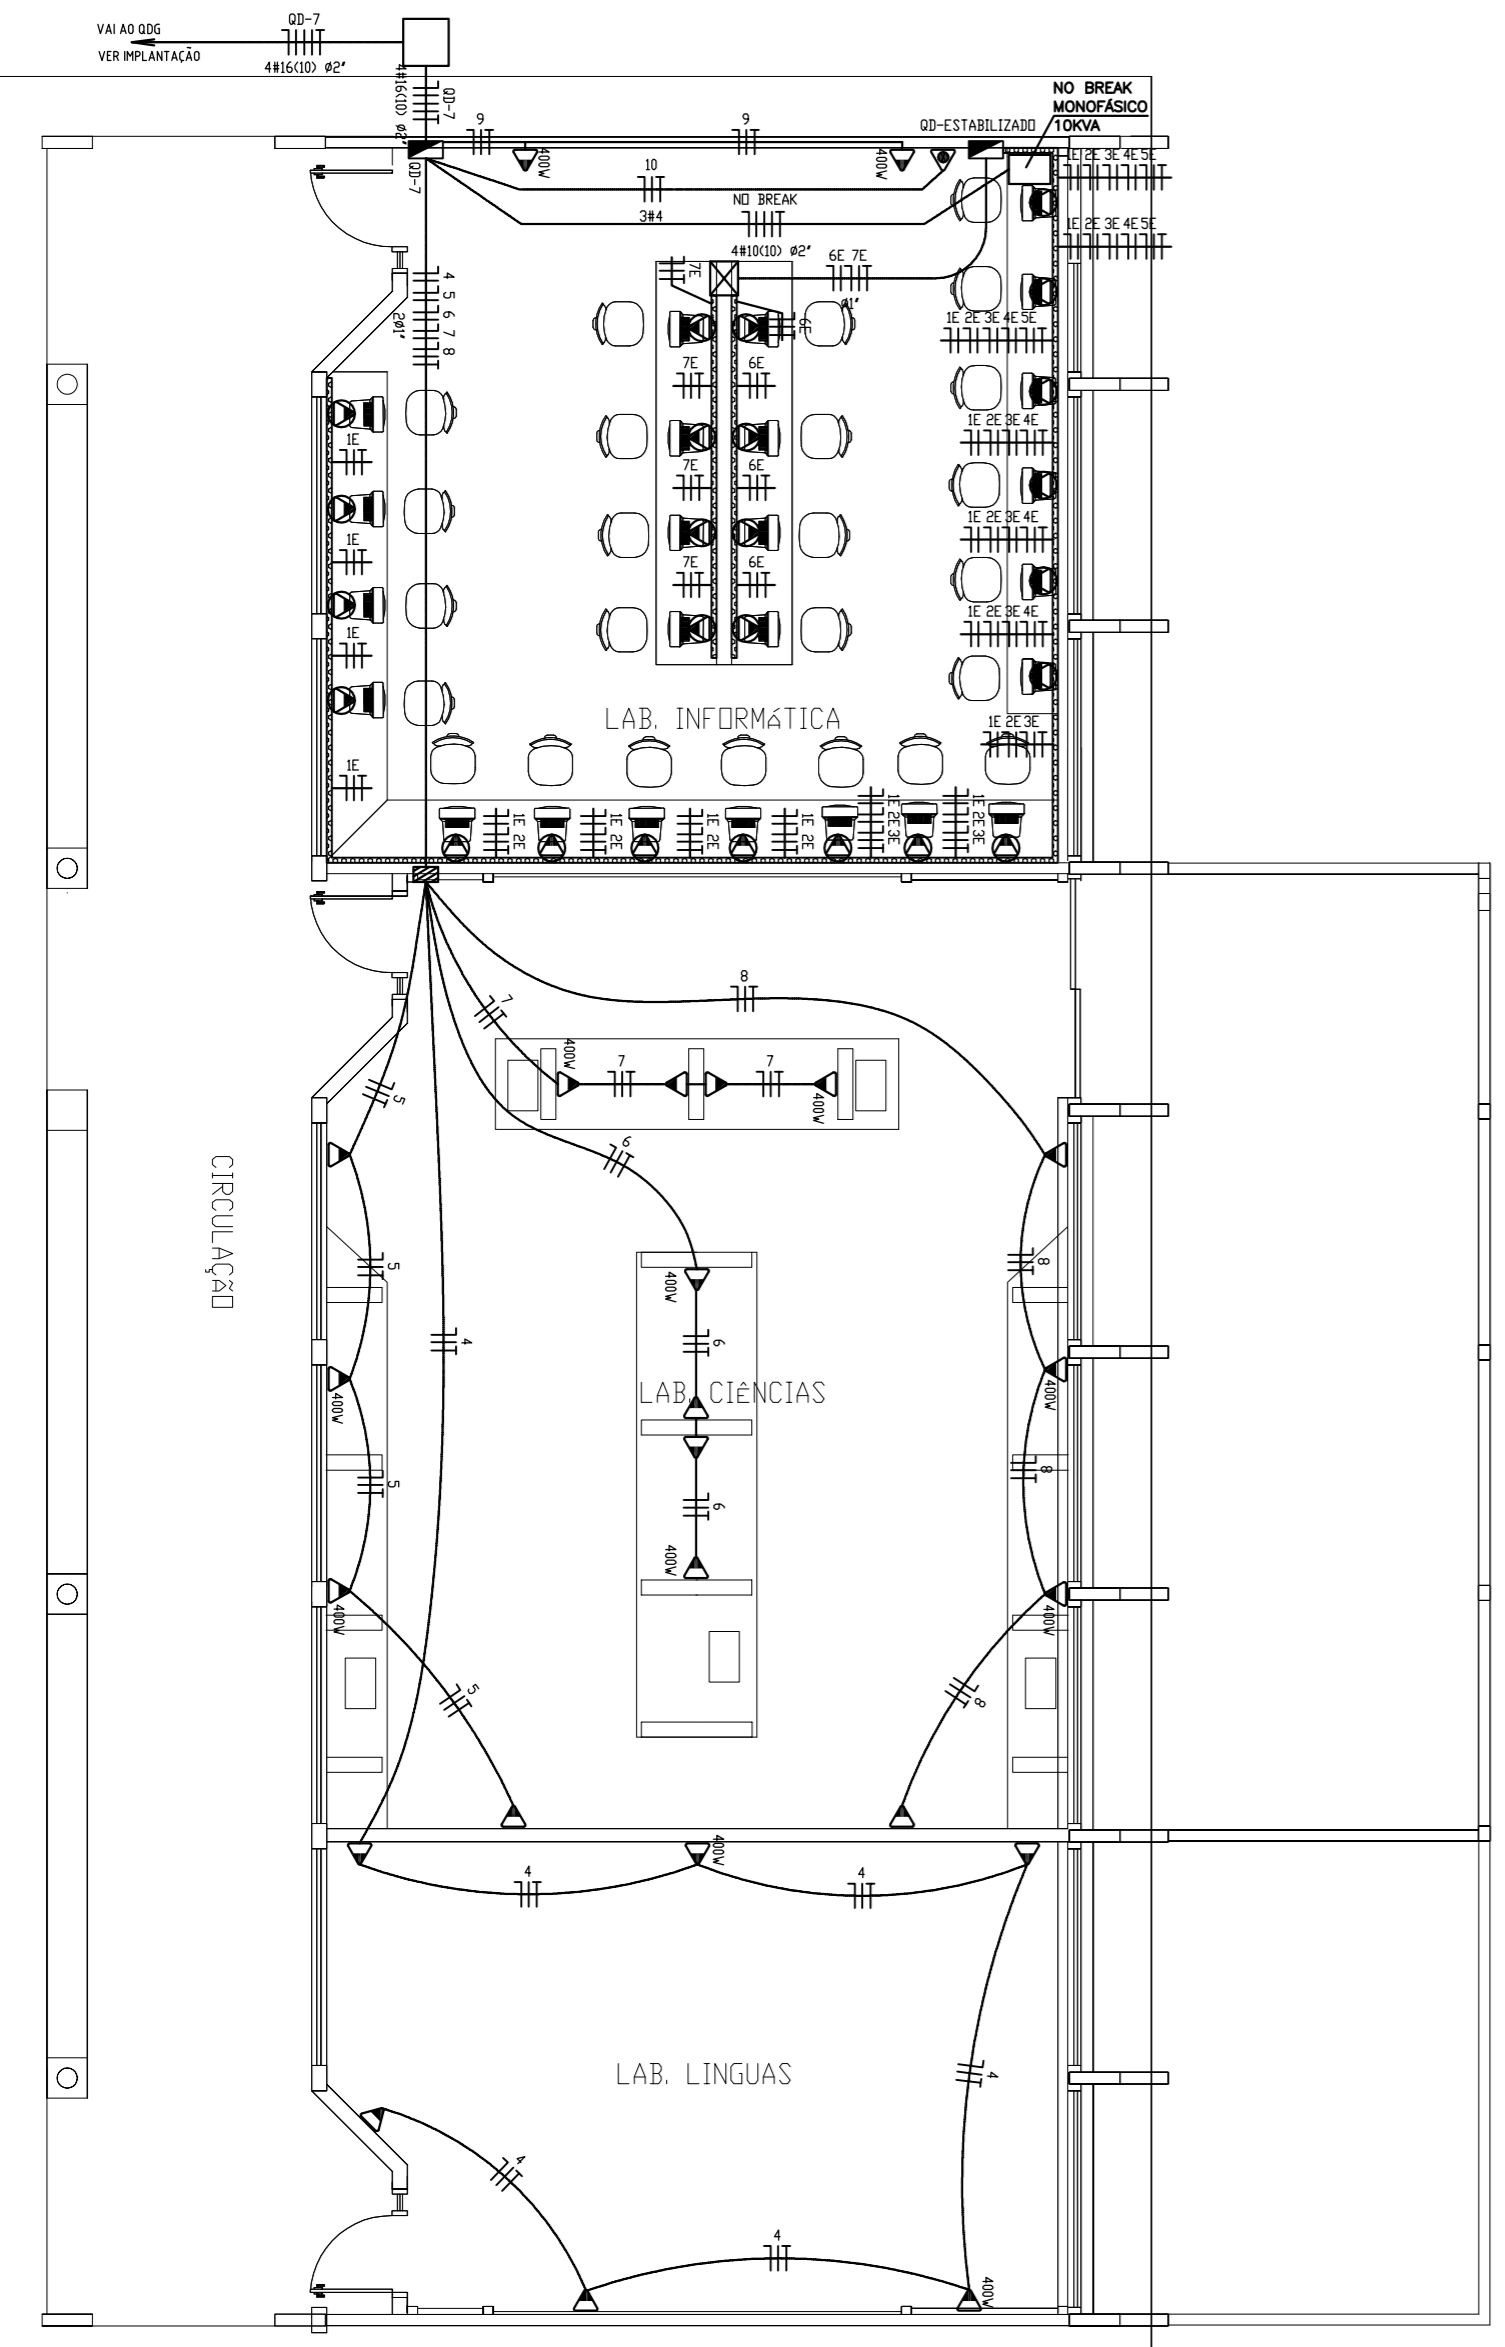 QD-7
VAI AO QDG
VER IMPLANTAÇÃO
4#16(10) Ø2"
4#16(10) Ø2"
QD-7
NO BREAK
MONOFÁSICO
10KVA
QD-ESTABILIZADO
9
9
QD-7
400W
400W
10
NO BREAK
3#4
4#10(10) Ø2"
1E 2E 3E 4E 5E
1E 2E 3E 4E 5E
6E 7E
Ø1"
7E
6E
4 5 6 7 8
2Ø1"
1E 2E 3E 4E 5E
7E
6E
1E 2E 3E 4E
1E
7E
6E
1E 2E 3E 4E
1E
7E
6E
1E 2E 3E 4E
1E
LAB. INFORMáTICA
1E 2E 3E
1E
1E 2E
1E 2E
1E 2E
1E 2E
1E 2E 3E
1E 2E 3E
8
7
400W
7
7
400W
5
6
CIRCULAÇÃO
5
8
400W
4
6
LAB. CIêNCIAS
400W
400W
5
8
6
400W
400W
400W
5
8
400W
4
4
LAB. LINGUAS
4
4
4
400W